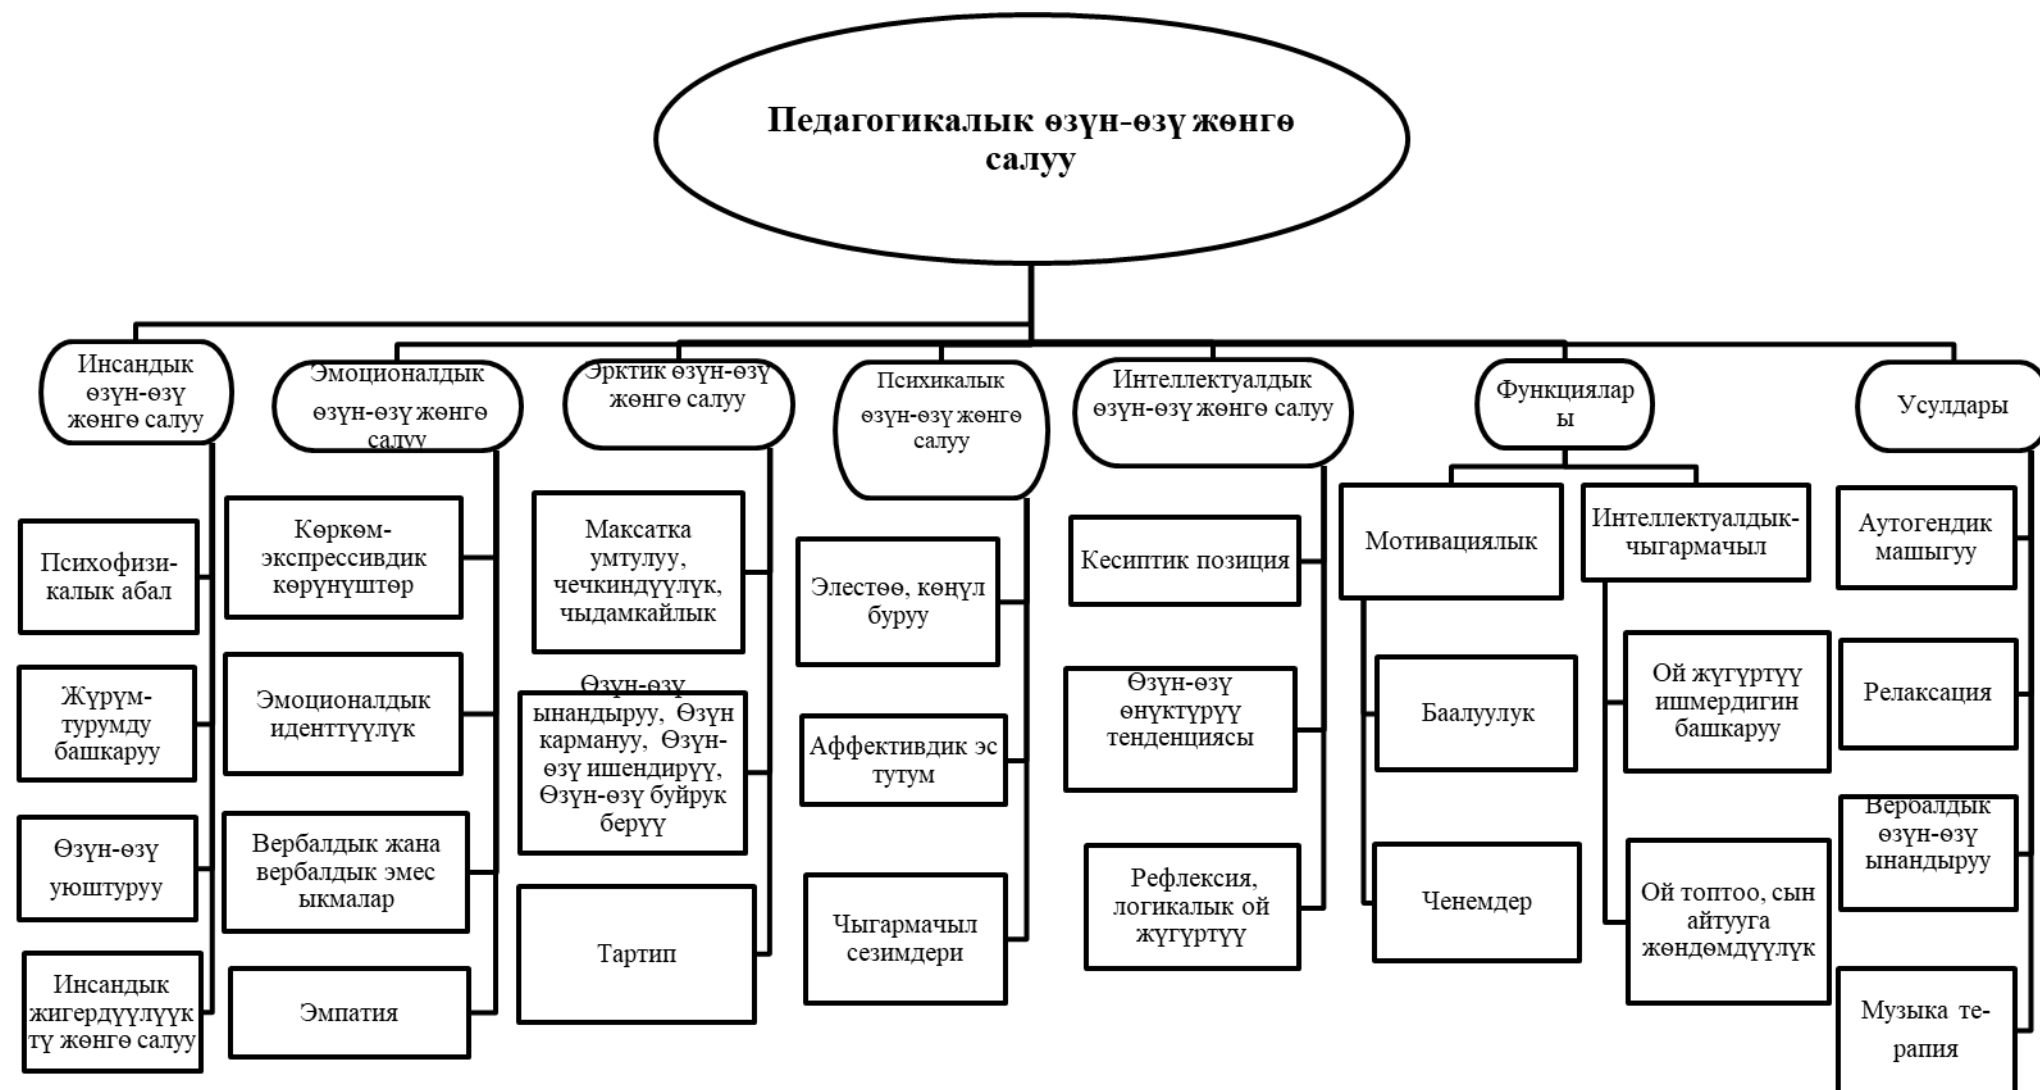 Педагогикалык өзүн-өзү жөнгө
салуу
Инсандык
өзүн-өзү
жөнгө салуу
Психофизи-
калык абал
Жүрүм-
турумду
башкаруу
Өзүн-өзү
уюштуруу
Инсандык
жигердүүлүүк
тү жөнгө салуу
Эмоционалдык
өзүн-өзү жөнгө
салуу
Көркөм-
экспрессивдик
көрүнүштөр
Эмоционалдык
иденттүүлүк
Вербалдык жана
вербалдык эмес
ыкмалар
Эмпатия
Эрктик өзүн-өзү
жөнгө салуу
Максатка
умтулуу,
чечкиндүүлүк,
чыдамкайлык
Өзүн-өзү
ынандыруу, Өзүн
кармануу, Өзүн-
өзү ишендирүү,
Өзүн-өзү буйрук
берүү
Тартип
Психикалык
өзүн-өзү жөнгө
салуу
Элестөө, көңүл
буруу
Аффективдик эс
тутум
Чыгармачыл
сезимдери
Интеллектуалдык
өзүн-өзү жөнгө салуу
Кесиптик позиция
Өзүн-өзү
өнүктүрүү
тенденциясы
Рефлексия,
логикалык ой
жүгүртүү
Функциялар
ы
Мотивациялык
Баалуулук
Ченемдер
Интеллектуалдык-
чыгармачыл
Ой жүгүртүү
ишмердигин
башкаруу
Ой топтоо, сын
айтууга
жөндөмдүүлүк
Усулдары
Аутогендик
машыгуу
Релаксация
Вербалдык
өзүн-өзү
ынандыруу
Музыка те-
рапия